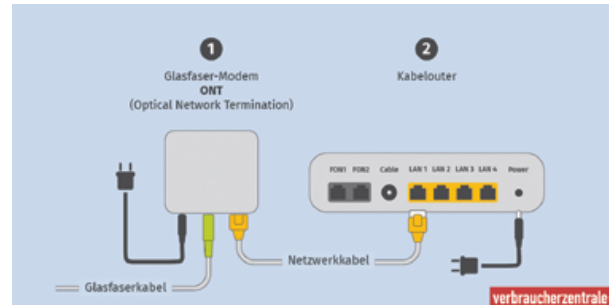 1
Glasfaser-Modem
ONT
(Optical Network Termination)
2
Kabelouter
FON1 FON2 Cable LAN 1 LAN 2 LAN 3 LAN 4 Power
Netzwerkkabel
Glasfaserkabel
verbraucherzentrale